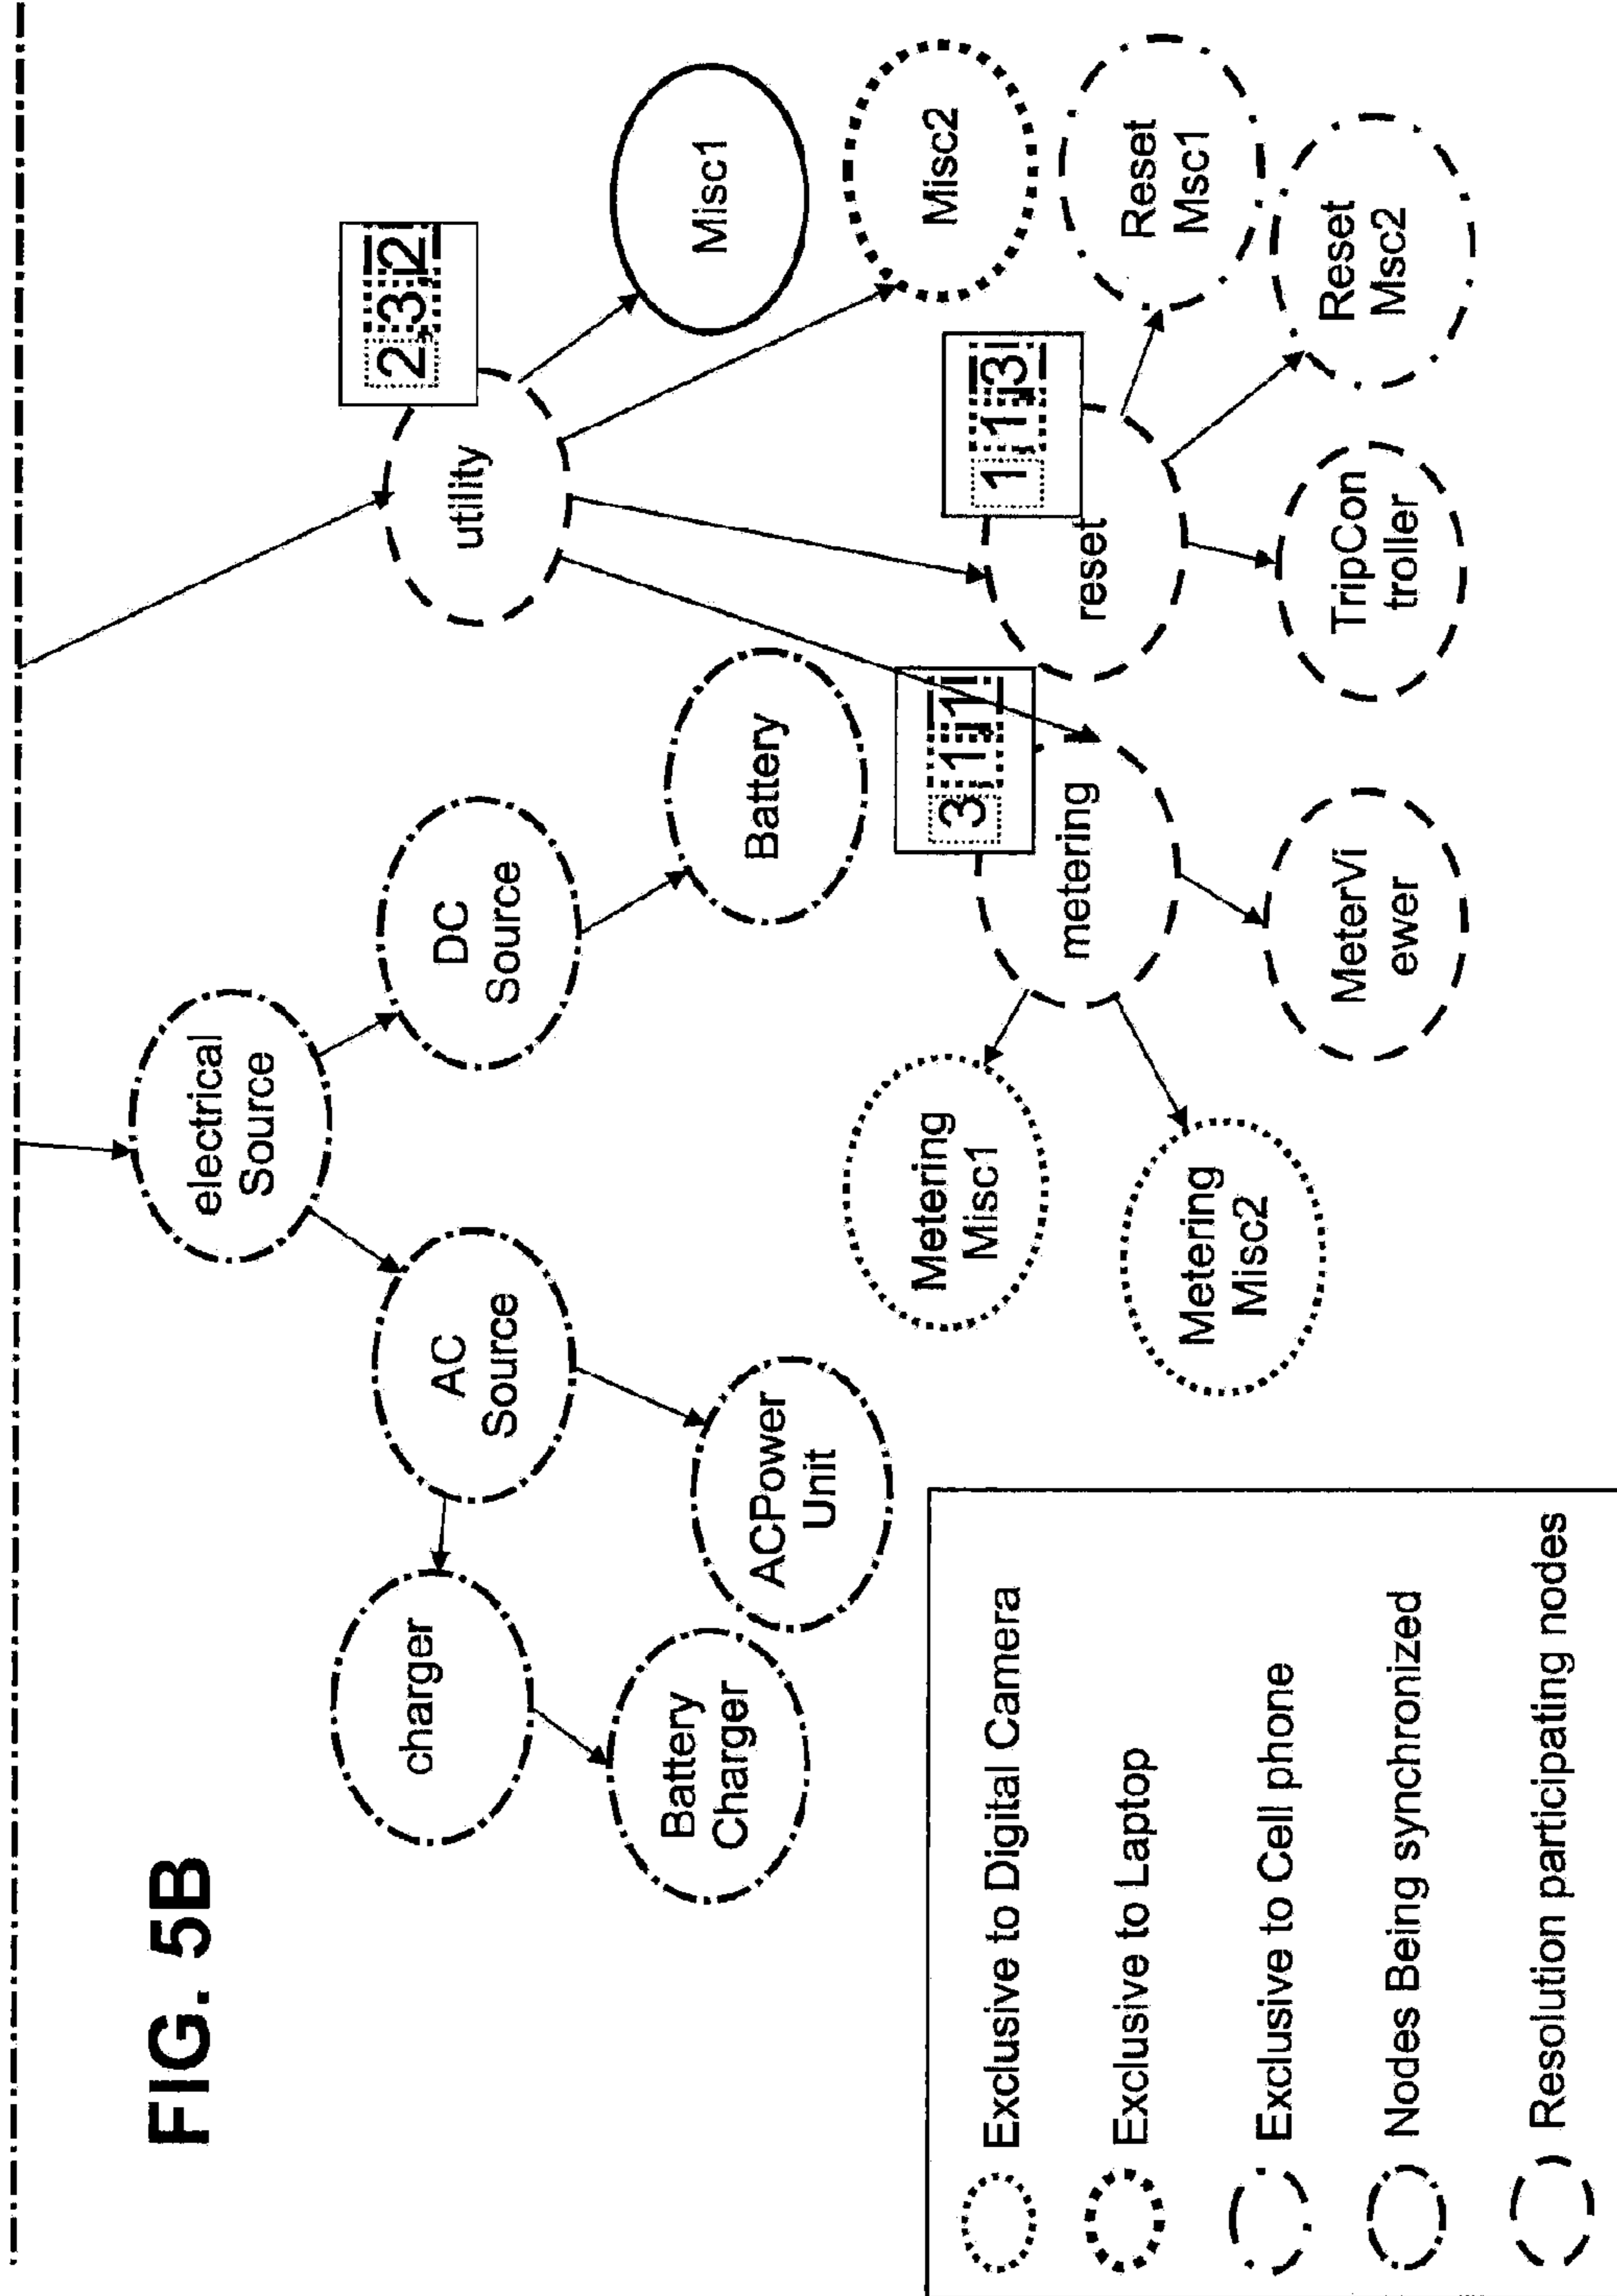 FIG. 5B
electrical
Source
AC
Source
DC
Source
charger
Battery
Charger
ACPower
Unit
Battery
utility
2,3,2
Misc1
Misc2
metering
3,1,1
Metering
Misc1
Metering
Misc2
MeterVi
ewer
reset
1,1,3
TripCon
troller
Reset
Msc1
Reset
Msc2
Exclusive to Digital Camera
Exclusive to Laptop
Exclusive to Cell phone
Nodes Being synchronized
Resolution participating nodes